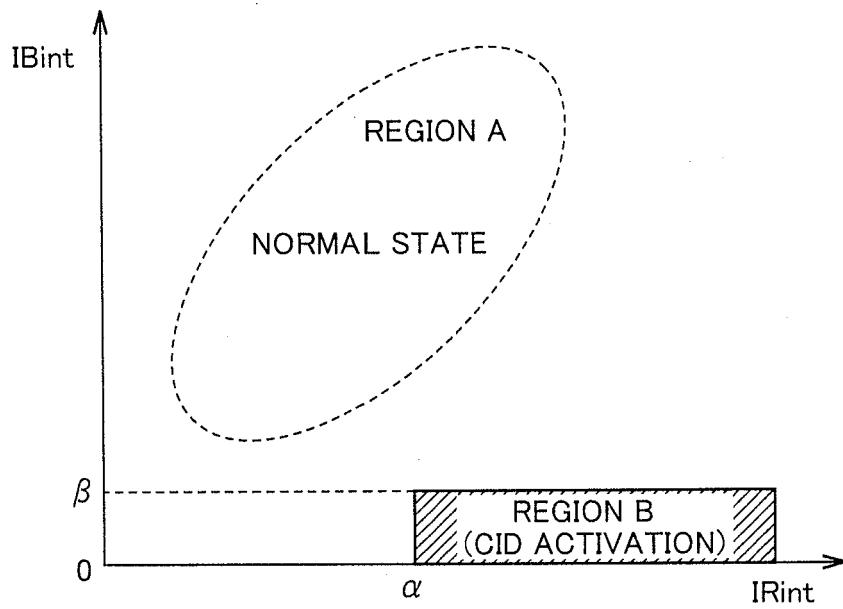 IBint
REGION A
NORMAL STATE
β
REGION B
(CID ACTIVATION)
0
α
IRint